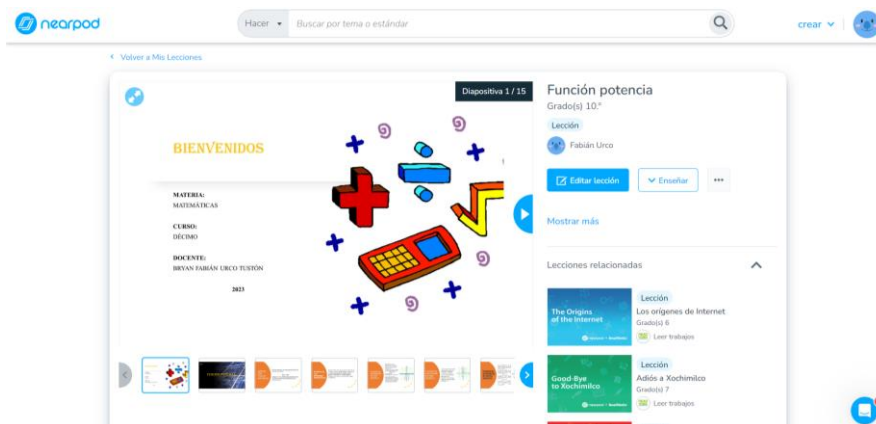 nearpod
Hacer
Buscar por tema o estándar
crear
Volver a Mis Lecciones
Diapositiva 1 / 15
BIENVENIDOS
MATERIA:
MATEMÁTICAS
CURSO:
DÉCIMO
DOCENTE:
BRYAN FABIÁN URCO TUSTÓN
2023
Función potencia
Grado(s) 10.º
Lección
Fabián Urco
Editar lección
Enseñar
Mostrar más
Lecciones relacionadas
The Origins
of the Internet
Lección
Los orígenes de Internet
Grado(s) 6
Leer trabajos
Good-Bye
to Xochimilco
Lección
Adiós a Xochimilco
Grado(s) 7
Leer trabajos